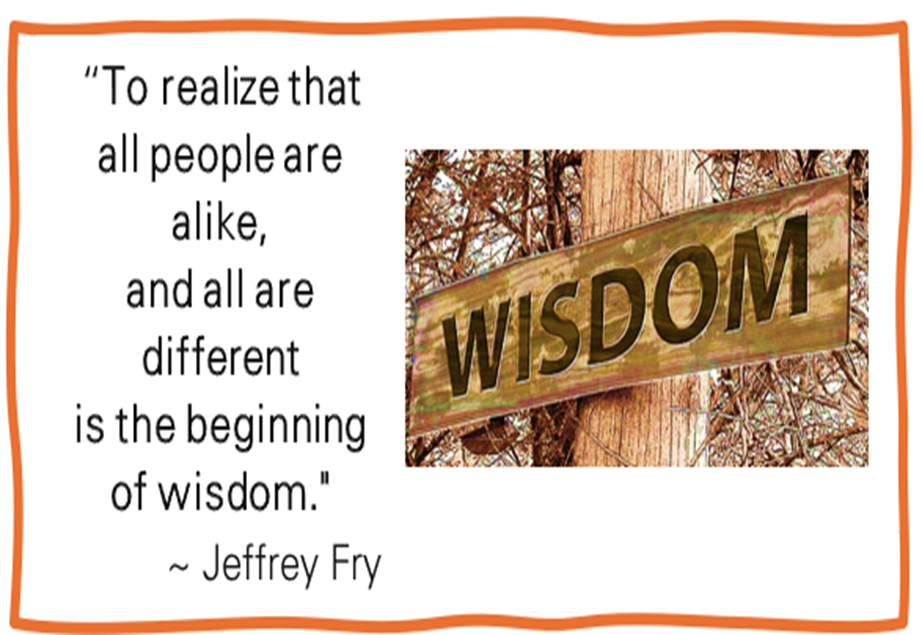 “To realize that
all people are
alike,
and all are
different
is the beginning
of wisdom."
~ Jeffrey Fry
WISDOM